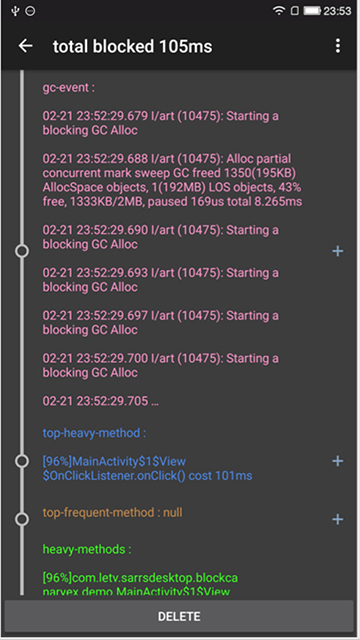 23:53
total blocked 105ms
gc-event :
02-21 23:52:29.679 I/art (10475): Starting a
blocking GC Alloc
02-21 23:52:29.688 I/art (10475): Alloc partial
concurrent mark sweep GC freed 1350(195KB)
AllocSpace objects, 1(192MB) LOS objects, 43%
free, 1333KB/2MB, paused 169us total 8.265ms
02-21 23:52:29.690 I/art (10475): Starting a
blocking GC Alloc
02-21 23:52:29.693 I/art (10475): Starting a
blocking GC Alloc
02-21 23:52:29.697 I/art (10475): Starting a
blocking GC Alloc
02-21 23:52:29.700 I/art (10475): Starting a
blocking GC Alloc
02-21 23:52:29.705 ...
top-heavy-method :
[96%]MainActivity$1$View
$OnClickListener.onClick() cost 101ms
top-frequent-method : null
heavy-methods :
[96%]com.letv.sarrsdesktop.blockca
naryex.demo.MainActivity$1$View
DELETE